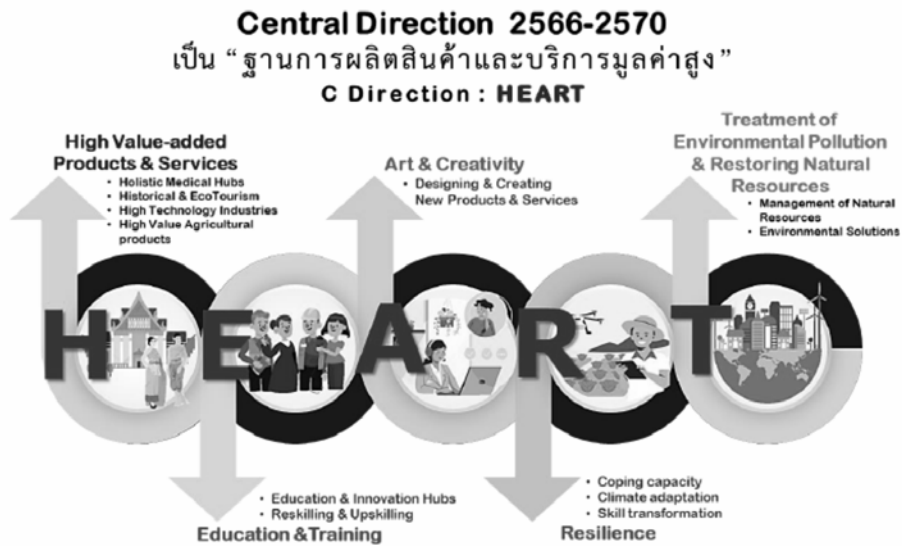 Central Direction 2566-2570
เป็น “ฐานการผลิตสินค้าและบริการมูลค่าสูง”
C Direction : HEART
High Value-added
Products & Services
• Holistic Medical Hubs
• Historical & EcoTourism
• High Technology Industries
• High Value Agricultural
products
Art & Creativity
• Designing & Creating
New Products & Services
Treatment of
Environmental Pollution
& Restoring Natural
Resources
• Management of Natural
Resources
• Environmental Solutions
HEART
• Education & Innovation Hubs
• Reskilling & Upskilling
Education &Training
• Coping capacity
• Climate adaptation
• Skill transformation
Resilience